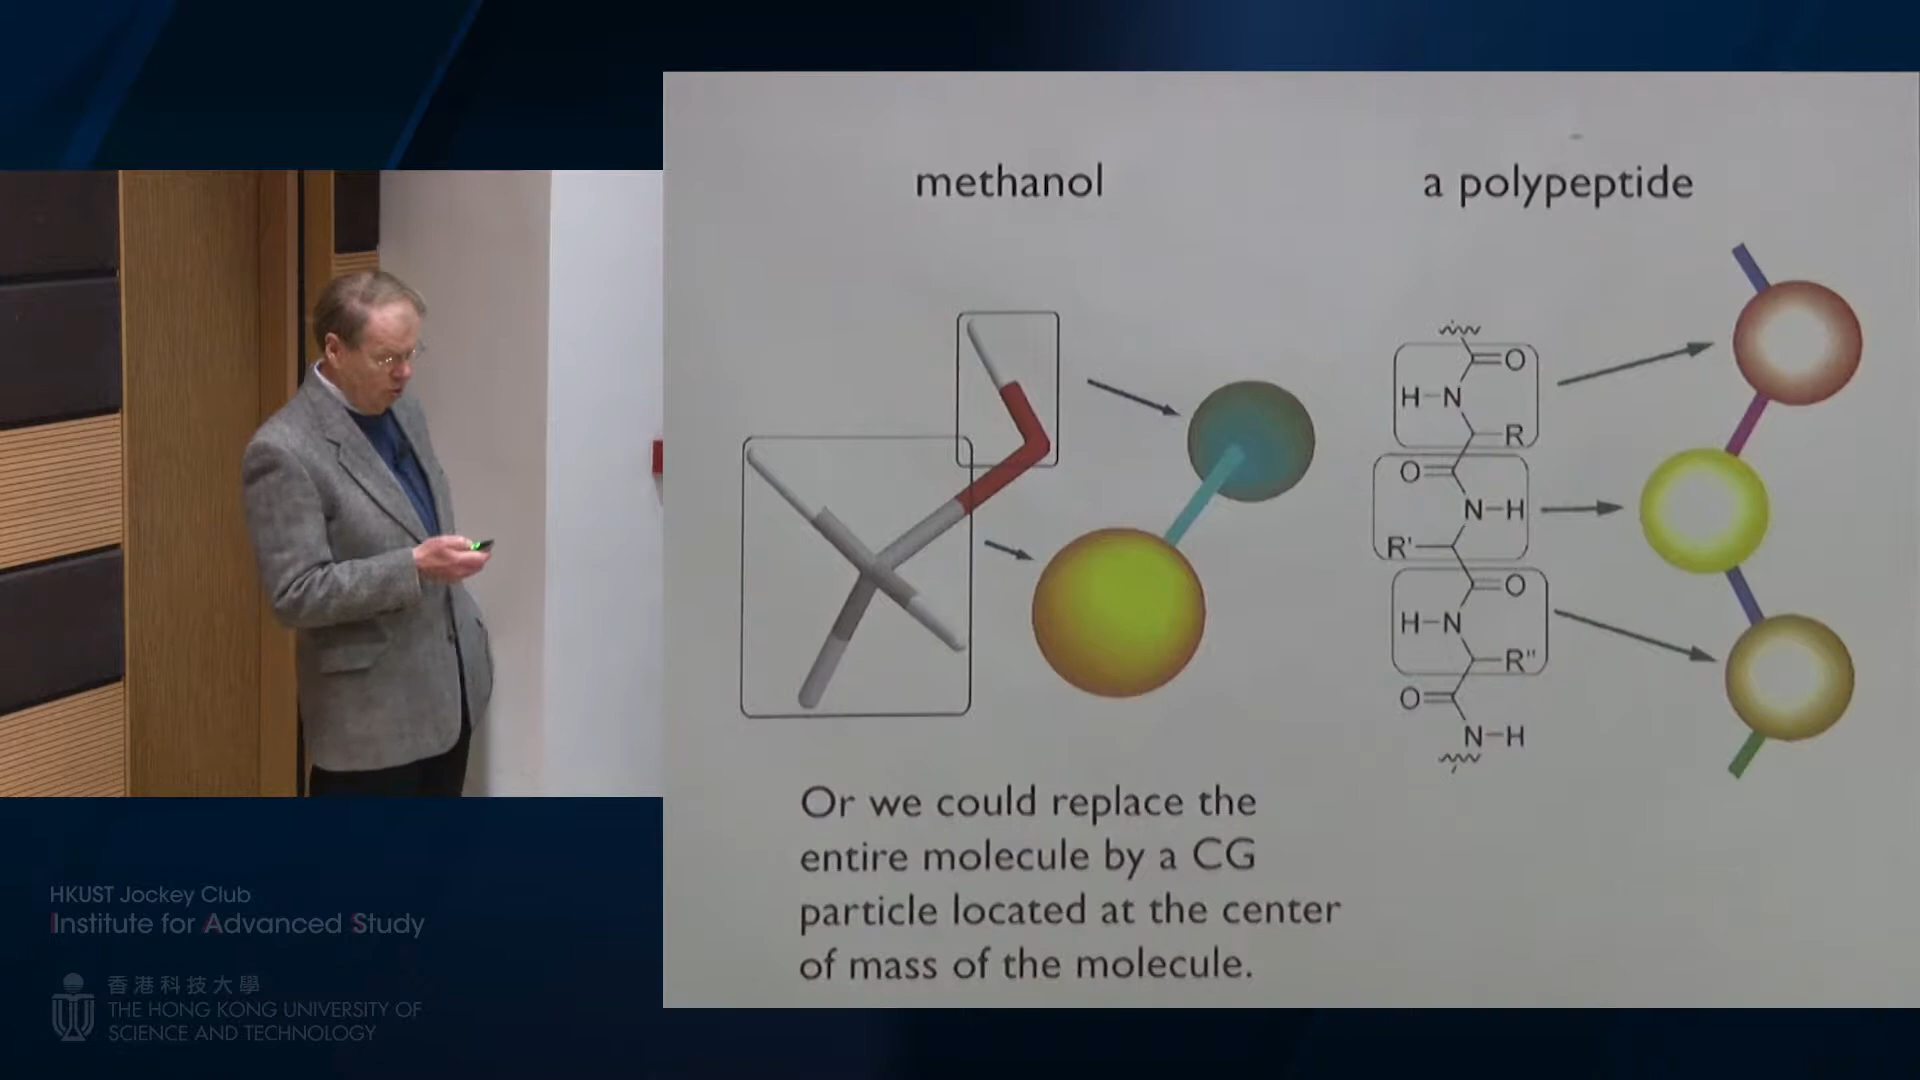 methanol
a polypeptide
O
H–N
R
O
N–H
R'
O
H–N
R"
O
N–H
Or we could replace the
entire molecule by a CG
particle located at the center
of mass of the molecule.
HKUST Jockey Club
Institute for Advanced Study
香港科技大學
THE HONG KONG UNIVERSITY OF
SCIENCE AND TECHNOLOGY